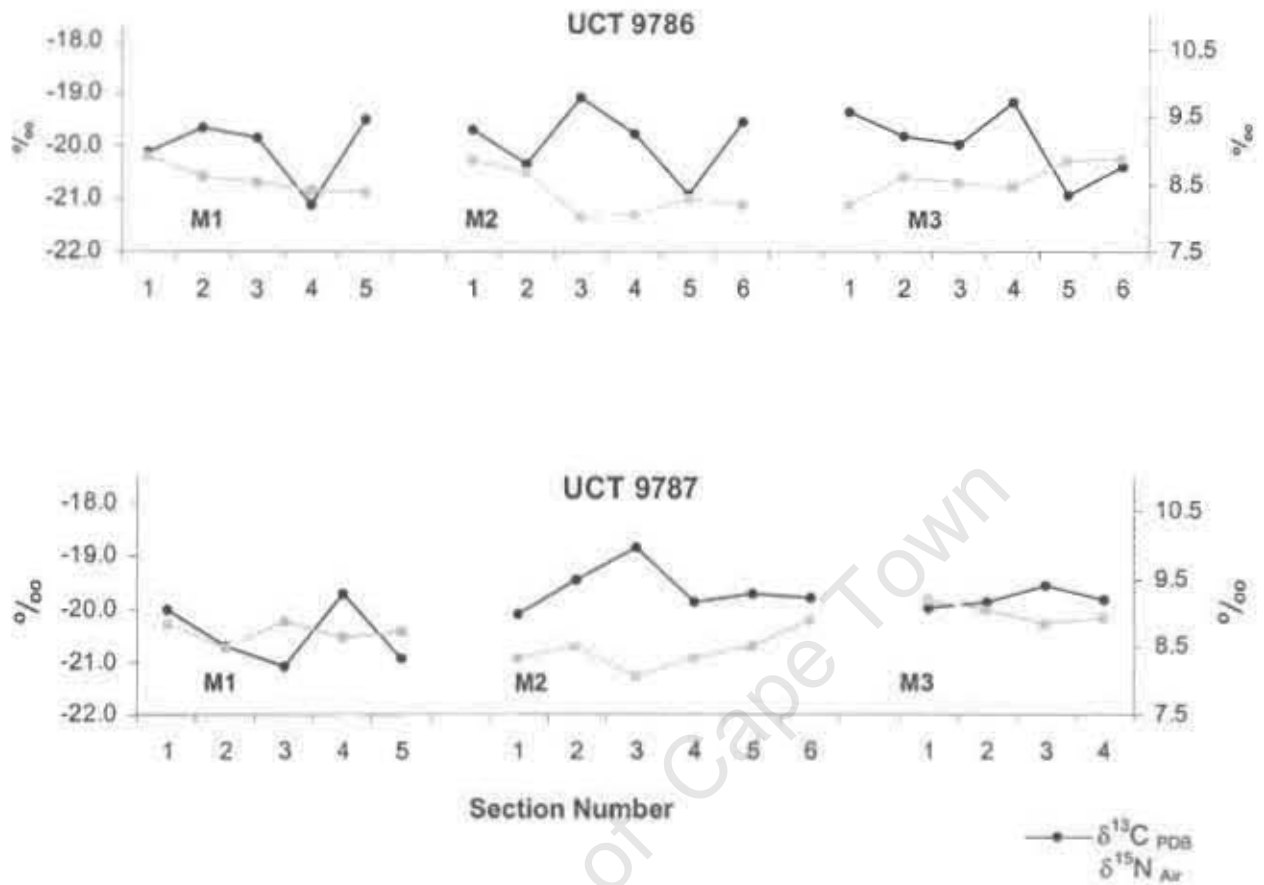 UCT 9786
-18.0
-19.0
-20.0
-21.0
-22.0
‰
10.5
9.5
8.5
7.5
‰
M1
M2
M3
1 2 3 4 5 1 2 3 4 5 6 1 2 3 4 5 6
UCT 9787
-18.0
-19.0
-20.0
-21.0
-22.0
‰
10.5
9.5
8.5
7.5
‰
M1
M2
M3
1 2 3 4 5 1 2 3 4 5 6 1 2 3 4
Section Number
δ¹³C PDB
δ¹⁵N Air
of Cape Town